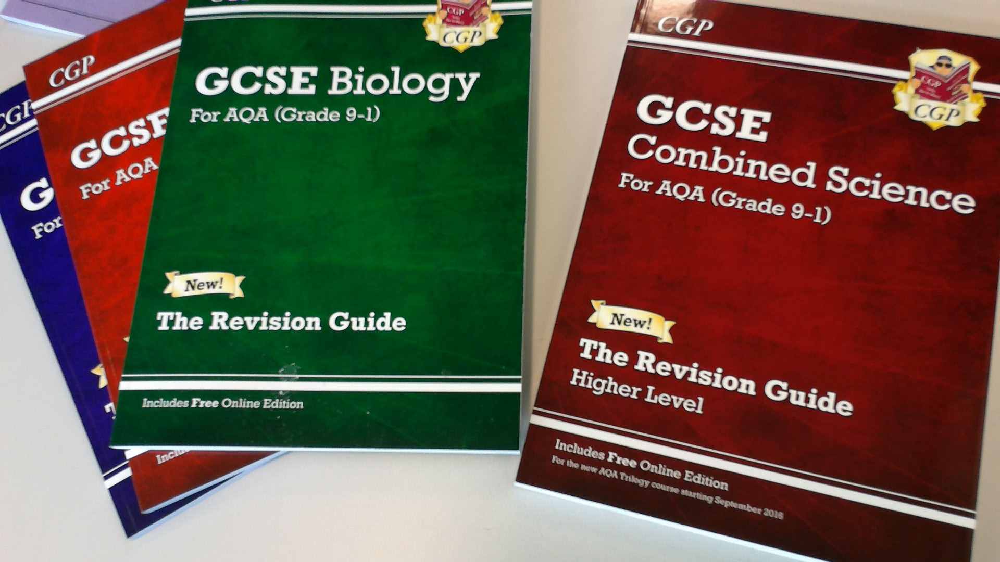 CGP
G
For
CGP
GCSE
For AQA
CGP
GCSE Biology
For AQA (Grade 9-1)
New!
The Revision Guide
Includes Free Online Edition
CGP
CGP
CGP
GCSE
Combined Science
For AQA (Grade 9-1)
New!
The Revision Guide
Higher Level
Includes Free Online Edition
For the new AQA Trilogy course starting September 2016